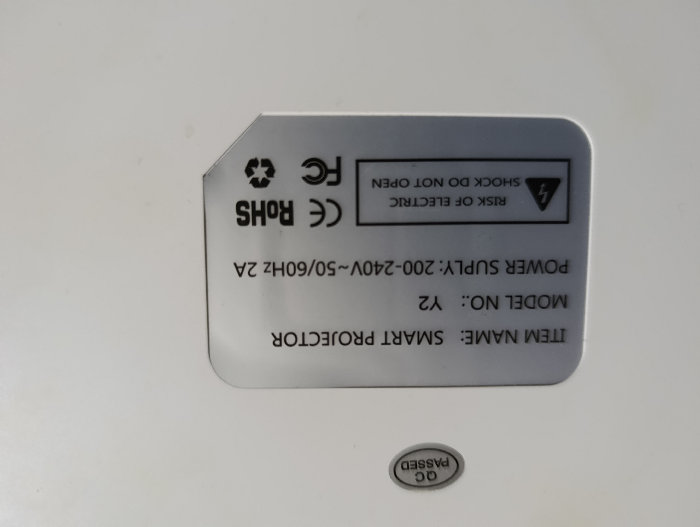 ITEM NAME: SMART PROJECTOR
MODEL NO.: Y2
POWER SUPLY: 200-240V~50/60Hz 2A
RISK OF ELECTRIC
SHOCK DO NOT OPEN
CE RoHS
FC
QC
PASSED